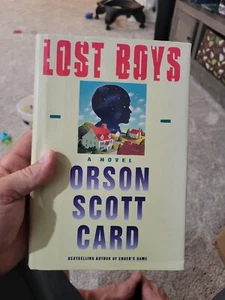 LOST BOYS
A NOVEL
ORSON
SCOTT
CARD
BESTSELLING AUTHOR OF ENDER'S GAME